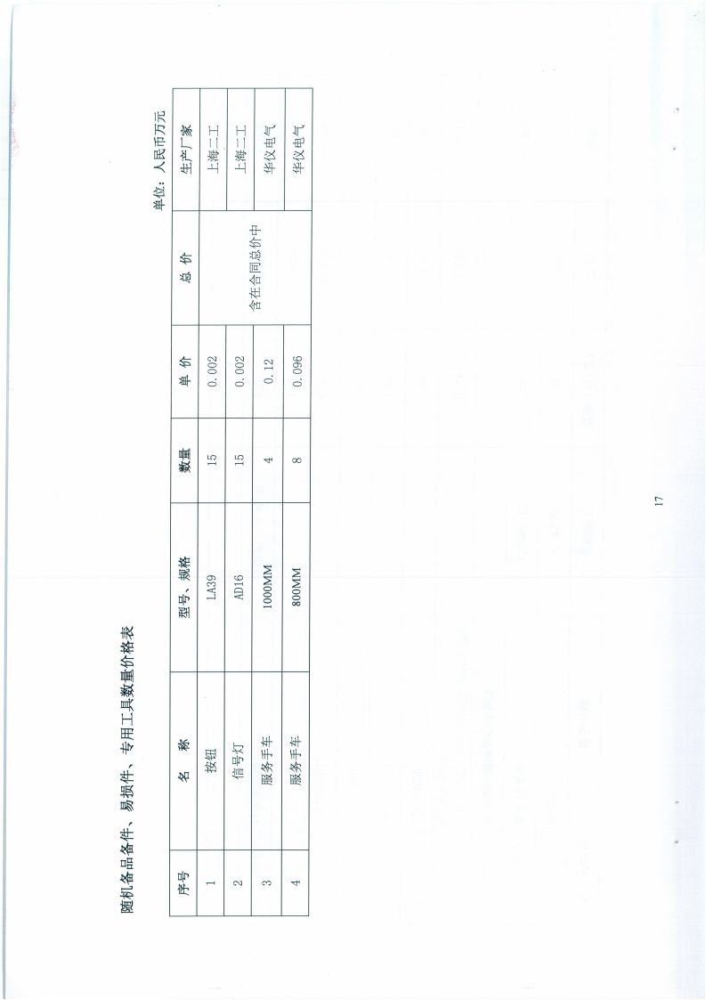 随机备品备件、易损件、专用工具数量价格表
单位：人民币万元
序号 名 称 型号、规格 数量 单 价 总 价 生产厂家
1 按钮 LA39 15 0.002 含在合同总价中 上海二工
2 信号灯 AD16 15 0.002 上海二工
3 服务手车 1000MM 4 0.12 华仪电气
4 服务手车 800MM 8 0.096 华仪电气
17